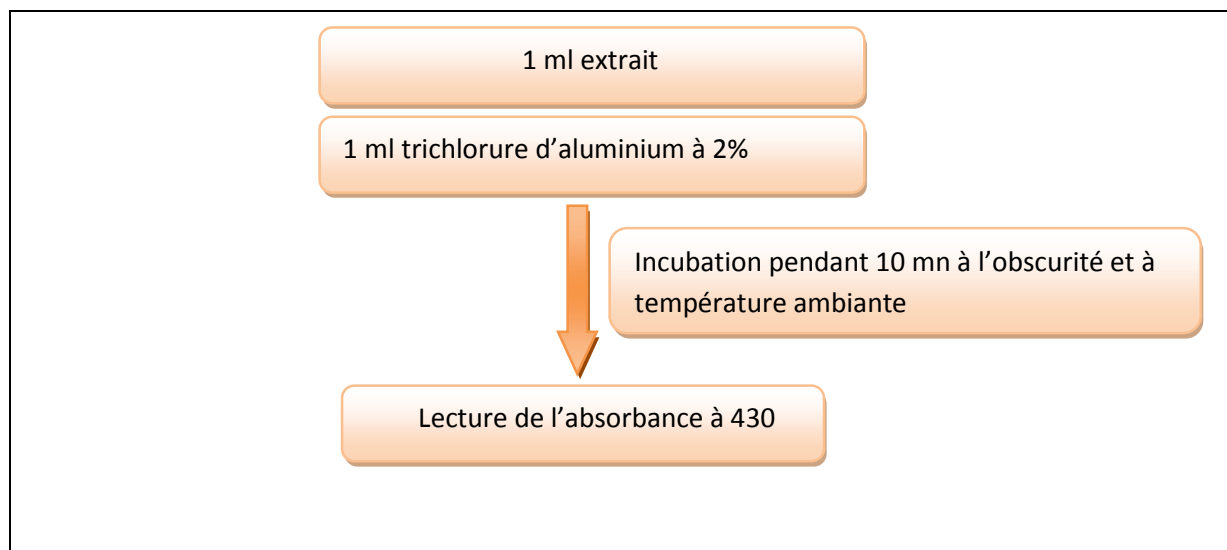 1 ml extrait
1 ml trichlorure d’aluminium à 2%
Incubation pendant 10 mn à l’obscurité et à
température ambiante
Lecture de l’absorbance à 430